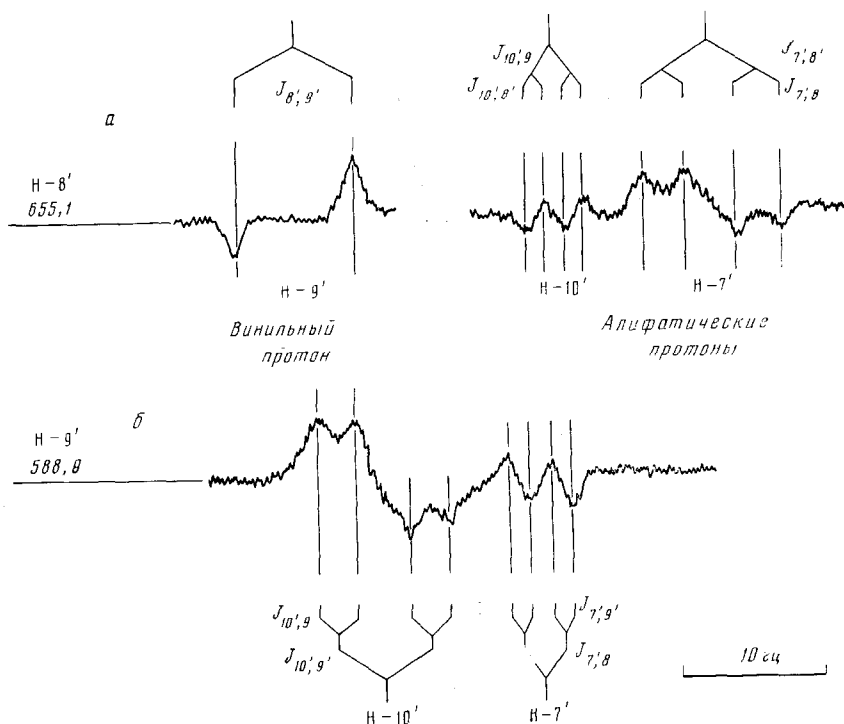 J8',9'
J10',9
J10',8'
J7',8'
J7',8
а
H-8'
655,1
H-9'
H-10'
H-7'
Винильный
протон
Алифатические
протоны
б
H-9'
588,8
J10',9
J10',9'
J7',9'
J7',8
10 гц
H-10'
H-7'